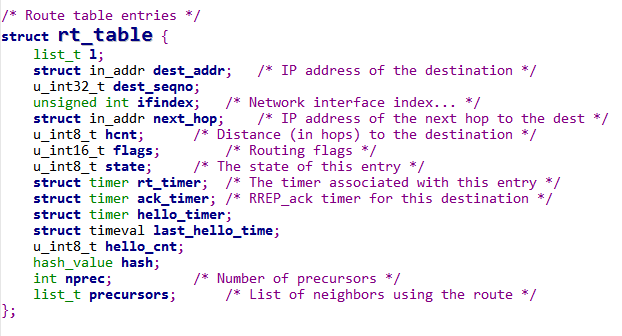 /* Route table entries */
struct rt_table {
    list_t l;
    struct in_addr dest_addr;   /* IP address of the destination */
    u_int32_t dest_seqno;
    unsigned int ifindex;   /* Network interface index... */
    struct in_addr next_hop;    /* IP address of the next hop to the dest */
    u_int8_t hcnt;       /* Distance (in hops) to the destination */
    u_int16_t flags;         /* Routing flags */
    u_int8_t state;      /* The state of this entry */
    struct timer rt_timer;  /* The timer associated with this entry */
    struct timer ack_timer; /* RREP_ack timer for this destination */
    struct timer hello_timer;
    struct timeval last_hello_time;
    u_int8_t hello_cnt;
    hash_value hash;
    int nprec;           /* Number of precursors */
    list_t precursors;       /* List of neighbors using the route */
};